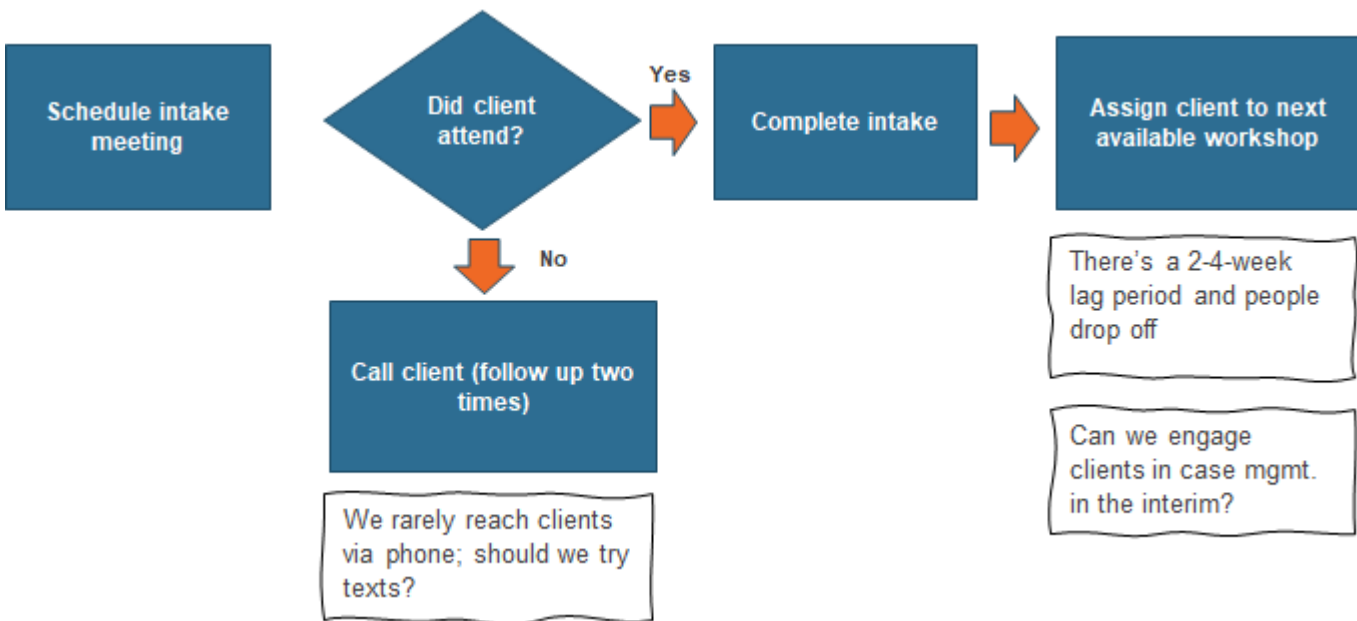 Schedule intake
meeting
Did client
attend?
Yes
Complete intake
Assign client to next
available workshop
No
Call client (follow up two
times)
We rarely reach clients
via phone; should we try
texts?
There’s a 2-4-week
lag period and people
drop off
Can we engage
clients in case mgmt.
in the interim?